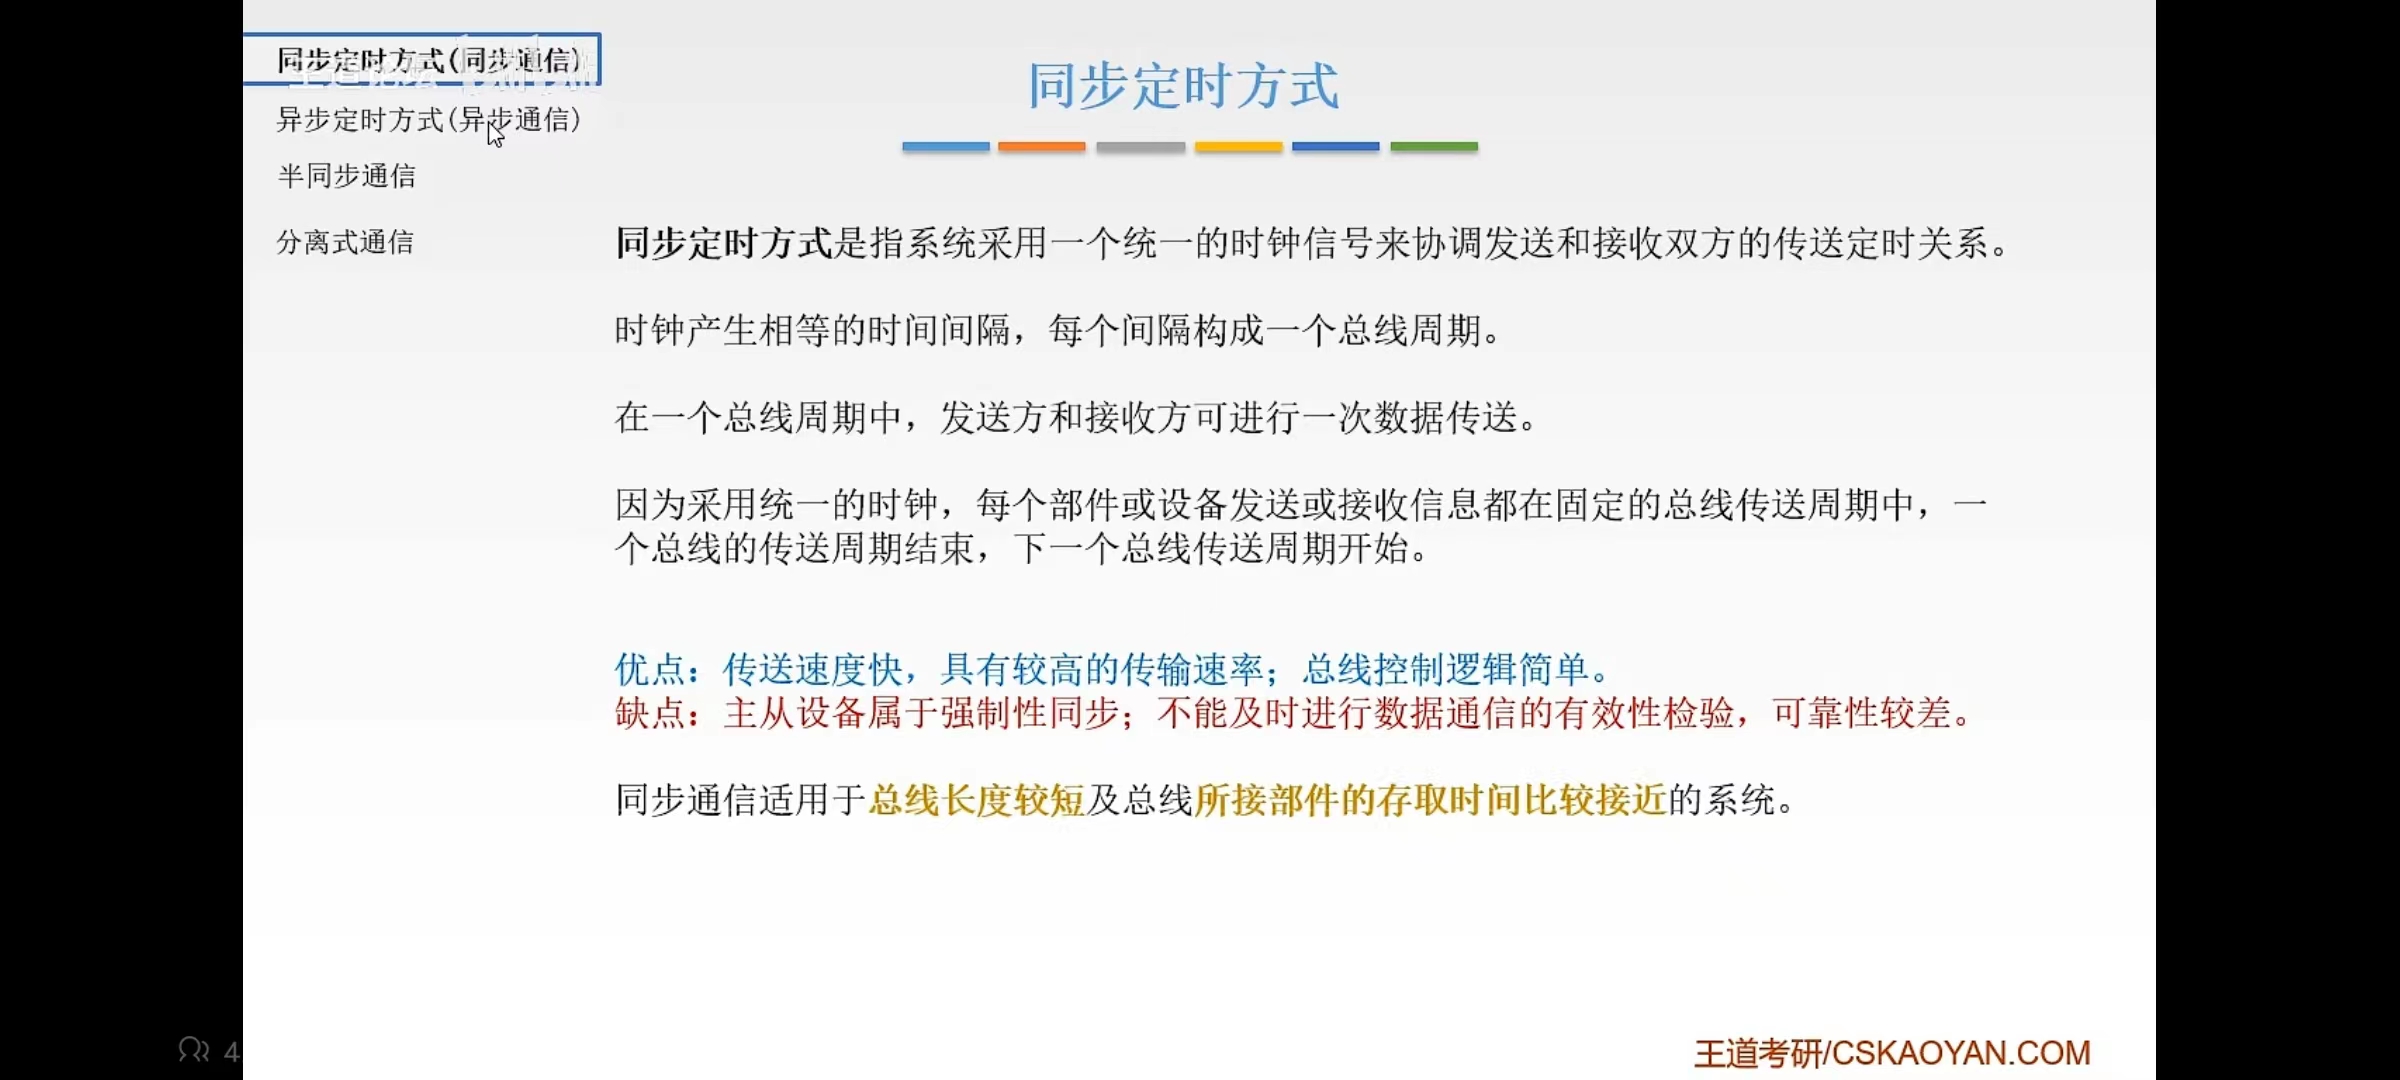 同步定时方式(同步通信)
异步定时方式(异步通信)
半同步通信
分离式通信
同步定时方式
同步定时方式是指系统采用一个统一的时钟信号来协调发送和接收双方的传送定时关系。
时钟产生相等的时间间隔，每个间隔构成一个总线周期。
在一个总线周期中，发送方和接收方可进行一次数据传送。
因为采用统一的时钟，每个部件或设备发送或接收信息都在固定的总线传送周期中，一
个总线的传送周期结束，下一个总线传送周期开始。
优点：传送速度快，具有较高的传输速率；总线控制逻辑简单。
缺点：主从设备属于强制性同步；不能及时进行数据通信的有效性检验，可靠性较差。
同步通信适用于总线长度较短及总线所接部件的存取时间比较接近的系统。
4
王道考研/CSKAOYAN.COM